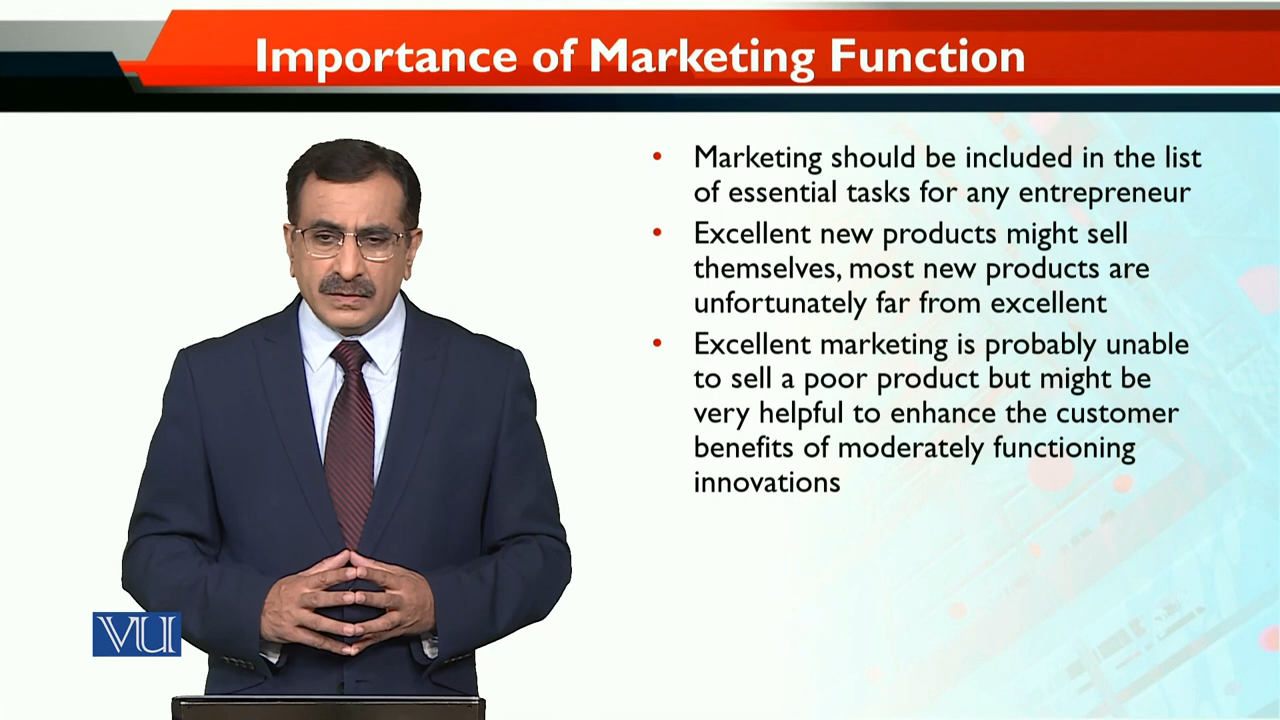 Importance of Marketing Function
• Marketing should be included in the list
of essential tasks for any entrepreneur
• Excellent new products might sell
themselves, most new products are
unfortunately far from excellent
• Excellent marketing is probably unable
to sell a poor product but might be
very helpful to enhance the customer
benefits of moderately functioning
innovations
VU